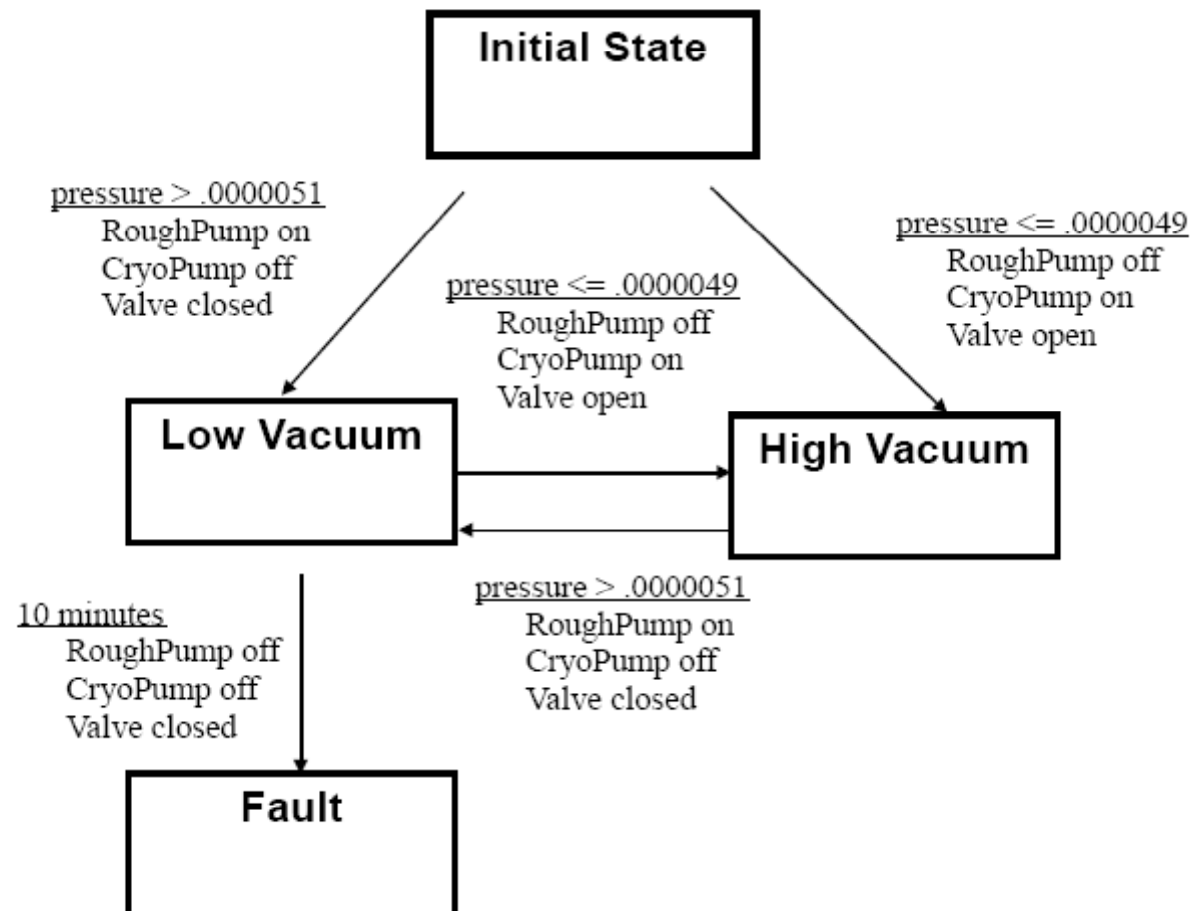 Initial State
pressure > .0000051
RoughPump on
CryoPump off
Valve closed
pressure <= .0000049
RoughPump off
CryoPump on
Valve open
pressure <= .0000049
RoughPump off
CryoPump on
Valve open
Low Vacuum
High Vacuum
10 minutes
RoughPump off
CryoPump off
Valve closed
pressure > .0000051
RoughPump on
CryoPump off
Valve closed
Fault